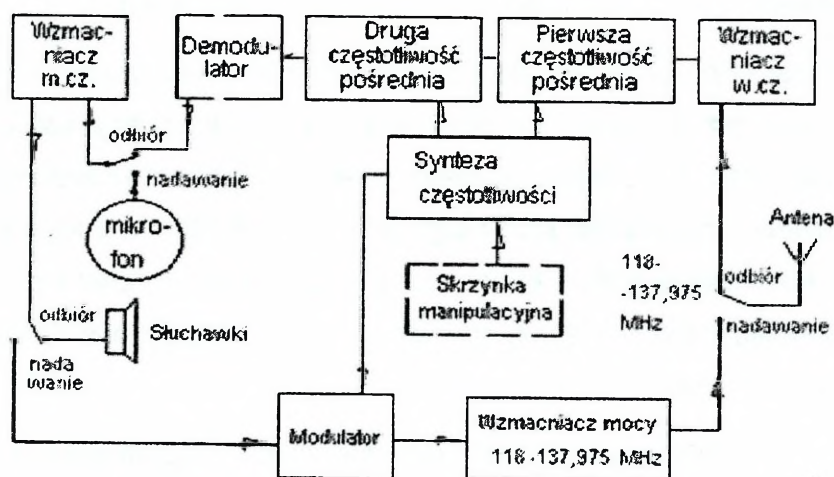 Wzmac-
niacz
m.cz.
Demodu-
lator
Druga
częstotliwość
pośrednia
Pierwsza
częstotliwość
pośrednia
Wzmac-
niacz
w.cz.
odbiór
nadawanie
mikro-
fon
Synteza
częstotliwości
Skrzynka
manipulacyjna
118-
-137,975
MHz
Antena
odbiór
nadawanie
odbiór
Słuchawki
nada
wanie
Modulator
Wzmacniacz mocy
118-137,975 MHz